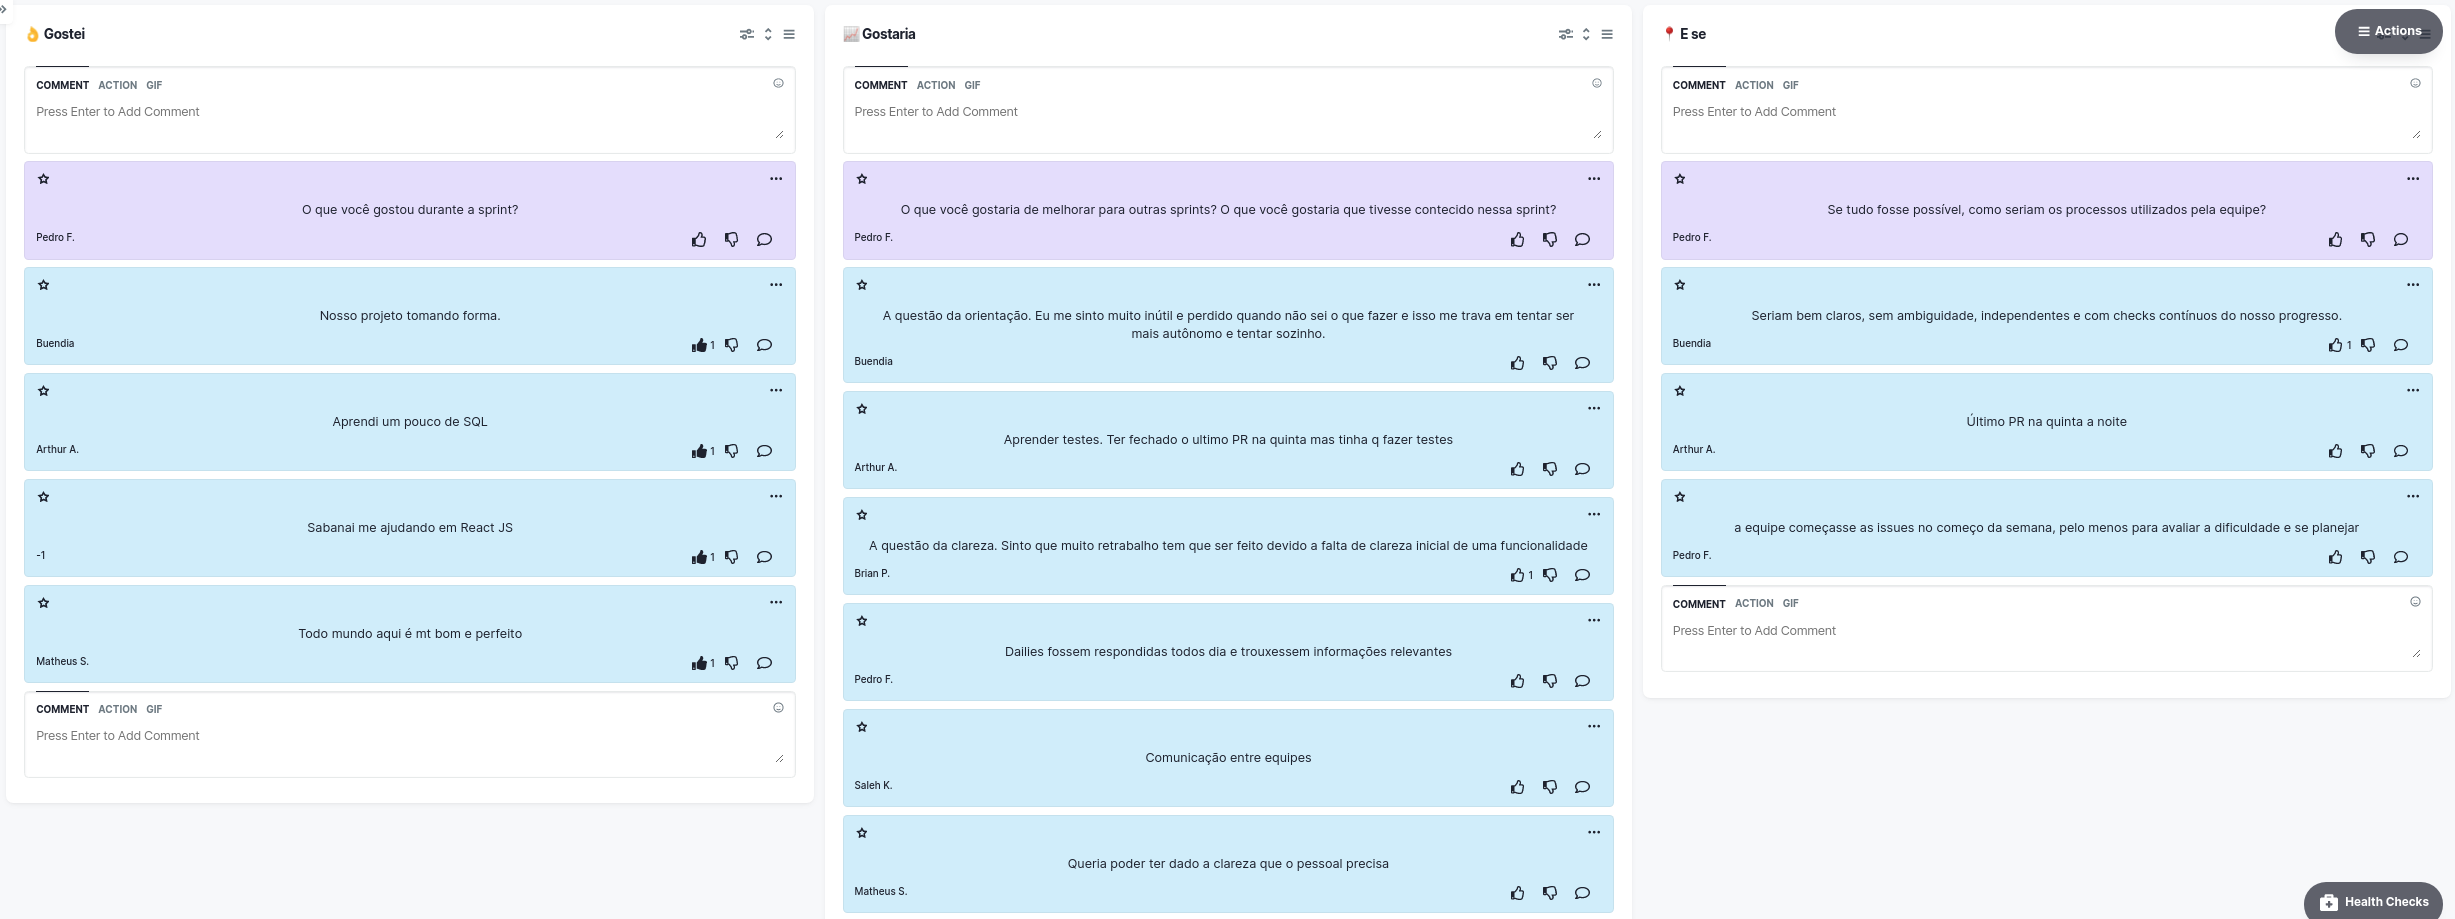 Gostei
COMMENT ACTION GIF
Press Enter to Add Comment
O que você gostou durante a sprint?
Pedro F.
Nosso projeto tomando forma.
Buendia
1
Aprendi um pouco de SQL
Arthur A.
1
Sabanai me ajudando em React JS
-1
1
Todo mundo aqui é mt bom e perfeito
Matheus S.
1
COMMENT ACTION GIF
Press Enter to Add Comment
Gostaria
COMMENT ACTION GIF
Press Enter to Add Comment
O que você gostaria de melhorar para outras sprints? O que você gostaria que tivesse contecido nessa sprint?
Pedro F.
A questão da orientação. Eu me sinto muito inútil e perdido quando não sei o que fazer e isso me trava em tentar ser
mais autônomo e tentar sozinho.
Buendia
Aprender testes. Ter fechado o ultimo PR na quinta mas tinha q fazer testes
Arthur A.
A questão da clareza. Sinto que muito retrabalho tem que ser feito devido a falta de clareza inicial de uma funcionalidade
Brian P.
1
Dailies fossem respondidas todos dia e trouxessem informações relevantes
Pedro F.
Comunicação entre equipes
Saleh K.
Queria poder ter dado a clareza que o pessoal precisa
Matheus S.
E se
Actions
COMMENT ACTION GIF
Press Enter to Add Comment
Se tudo fosse possível, como seriam os processos utilizados pela equipe?
Pedro F.
Seriam bem claros, sem ambiguidade, independentes e com checks contínuos do nosso progresso.
Buendia
1
Último PR na quinta a noite
Arthur A.
a equipe começasse as issues no começo da semana, pelo menos para avaliar a dificuldade e se planejar
Pedro F.
COMMENT ACTION GIF
Press Enter to Add Comment
Health Checks